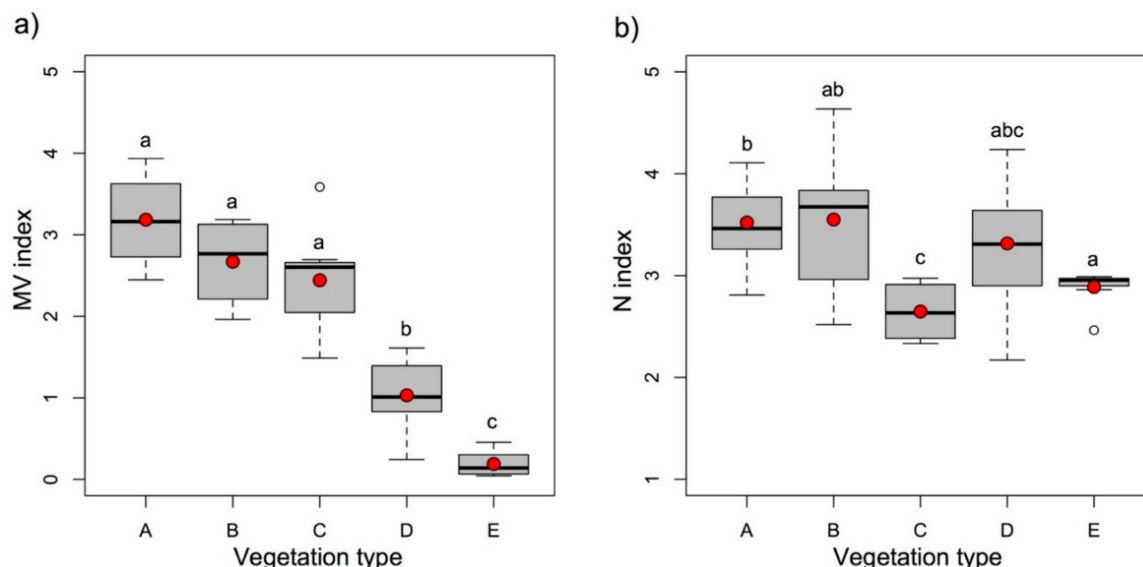 a)
MV index
5
4
3
2
1
0
a
a
a
b
c
A B C D E
Vegetation type
b)
N index
5
4
3
2
1
b
ab
c
abc
a
A B C D E
Vegetation type